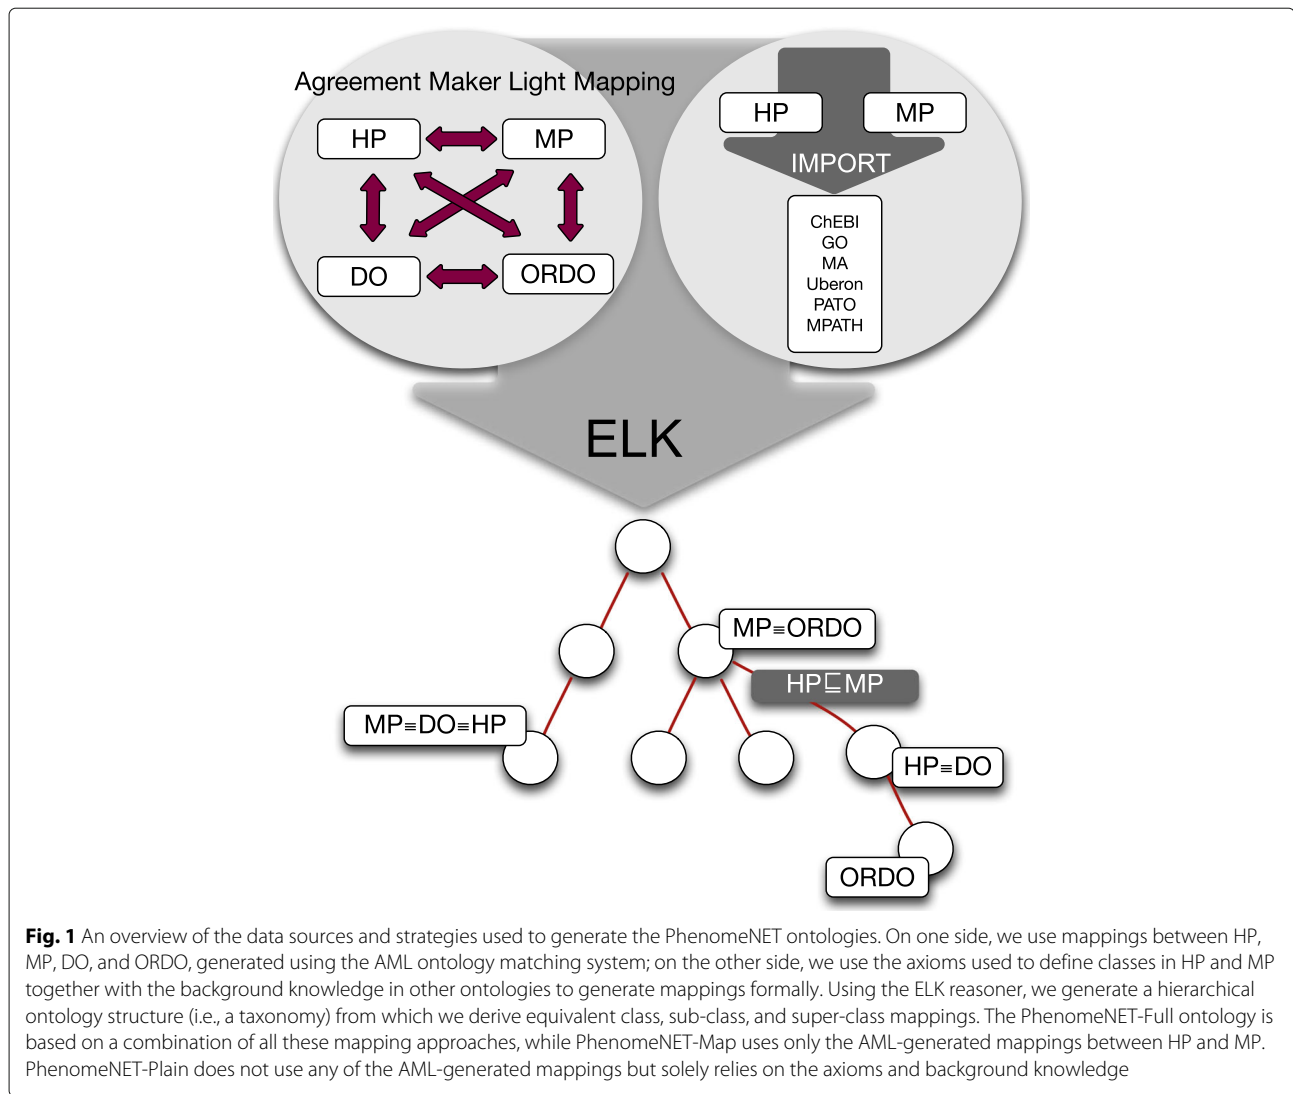 Agreement Maker Light Mapping
HP
MP
DO
ORDO
HP
MP
IMPORT
ChEBI
GO
MA
Uberon
PATO
MPATH
ELK
MP≡ORDO
HP⊑MP
MP≡DO≡HP
HP≡DO
ORDO
Fig. 1 An overview of the data sources and strategies used to generate the PhenomeNET ontologies. On one side, we use mappings between HP,
MP, DO, and ORDO, generated using the AML ontology matching system; on the other side, we use the axioms used to define classes in HP and MP
together with the background knowledge in other ontologies to generate mappings formally. Using the ELK reasoner, we generate a hierarchical
ontology structure (i.e., a taxonomy) from which we derive equivalent class, sub-class, and super-class mappings. The PhenomeNET-Full ontology is
based on a combination of all these mapping approaches, while PhenomeNET-Map uses only the AML-generated mappings between HP and MP.
PhenomeNET-Plain does not use any of the AML-generated mappings but solely relies on the axioms and background knowledge